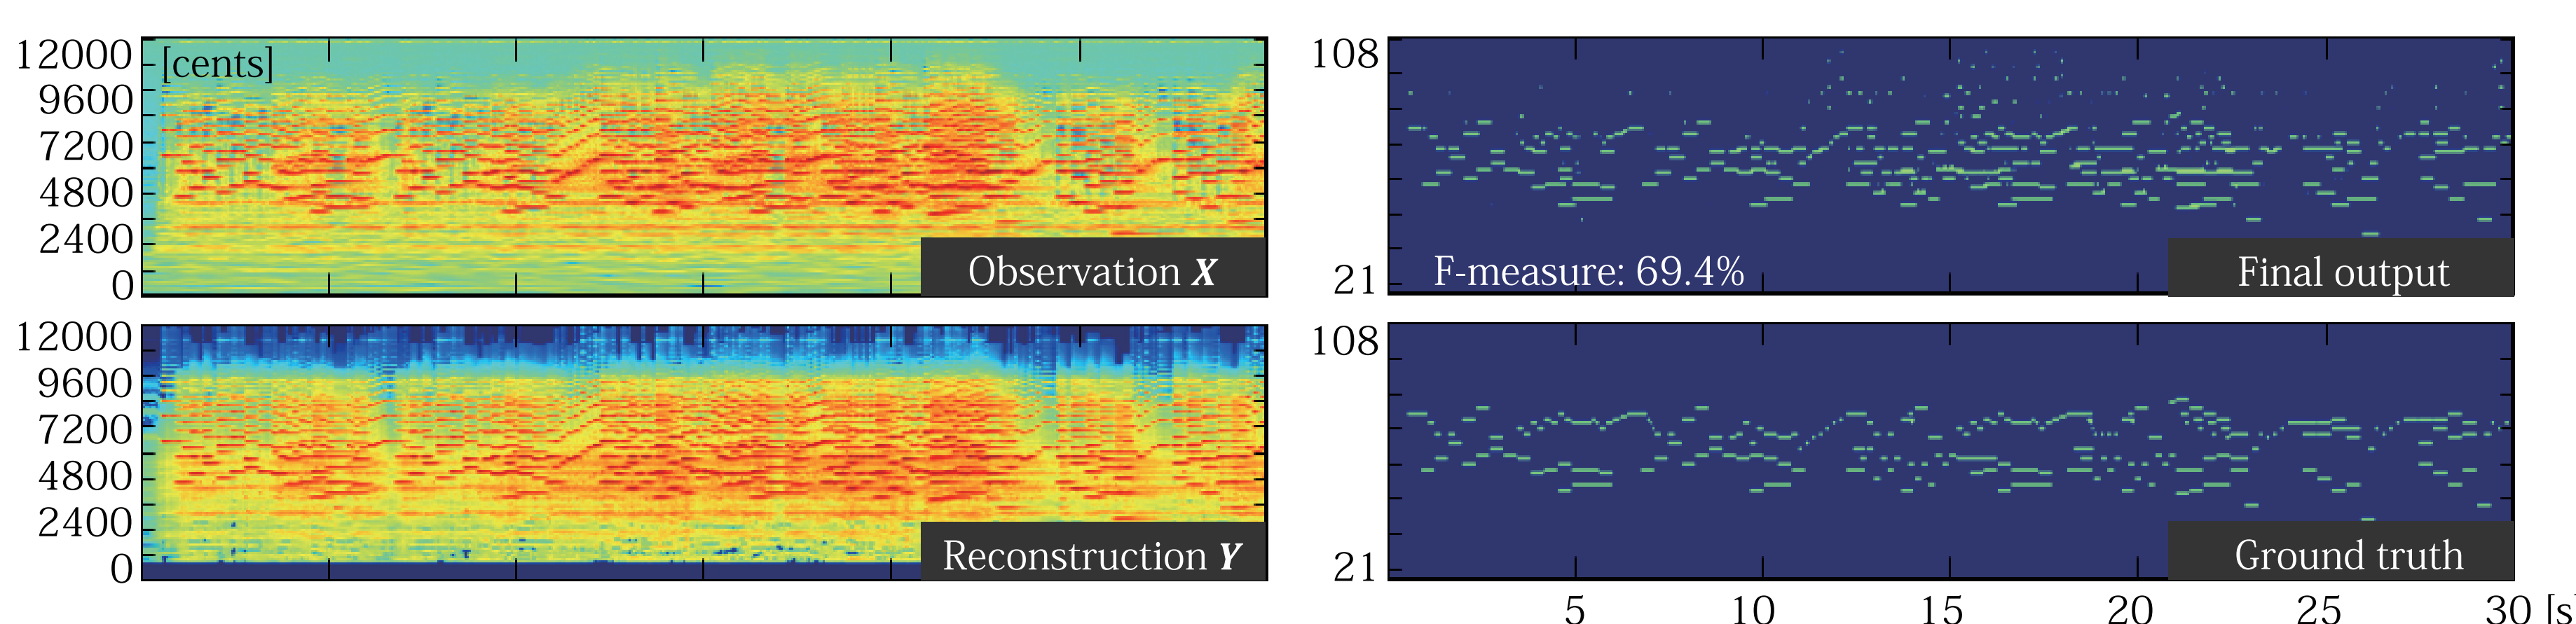 [cents]
12000
9600
7200
4800
2400
0
Observation X
108
21
F-measure: 69.4%
Final output
12000
9600
7200
4800
2400
0
Reconstruction Y
108
21
Ground truth
5 10 15 20 25 30 [s